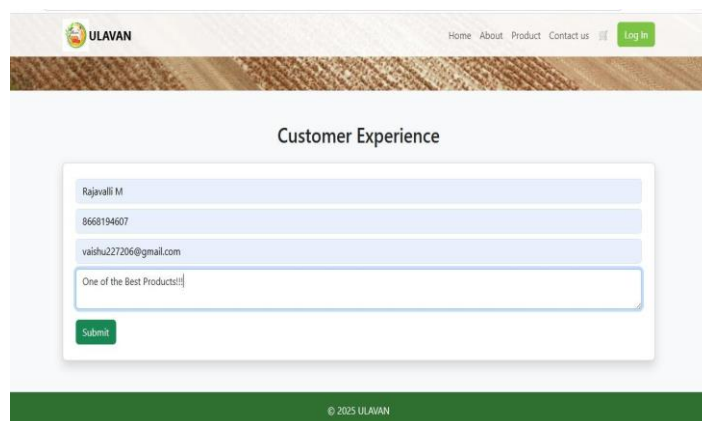 ULAVAN
Home About Product Contact us Log In
Customer Experience
Rajavalli M
8668194607
vaishu227206@gmail.com
One of the Best Products!!!
Submit
© 2025 ULAVAN